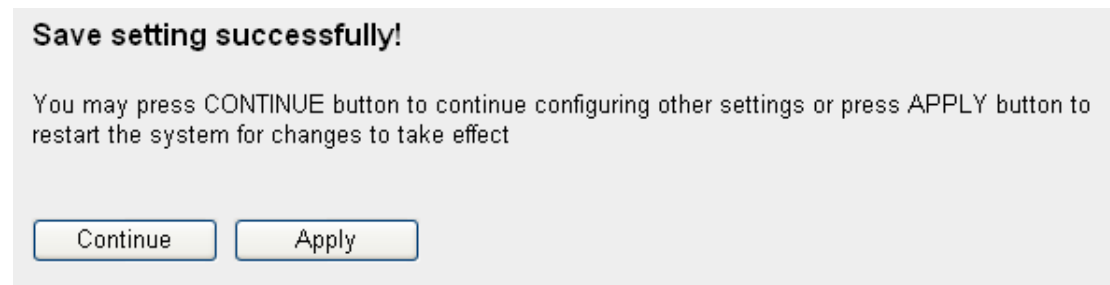 Save setting successfully!
You may press CONTINUE button to continue configuring other settings or press APPLY button to
restart the system for changes to take effect
Continue
Apply